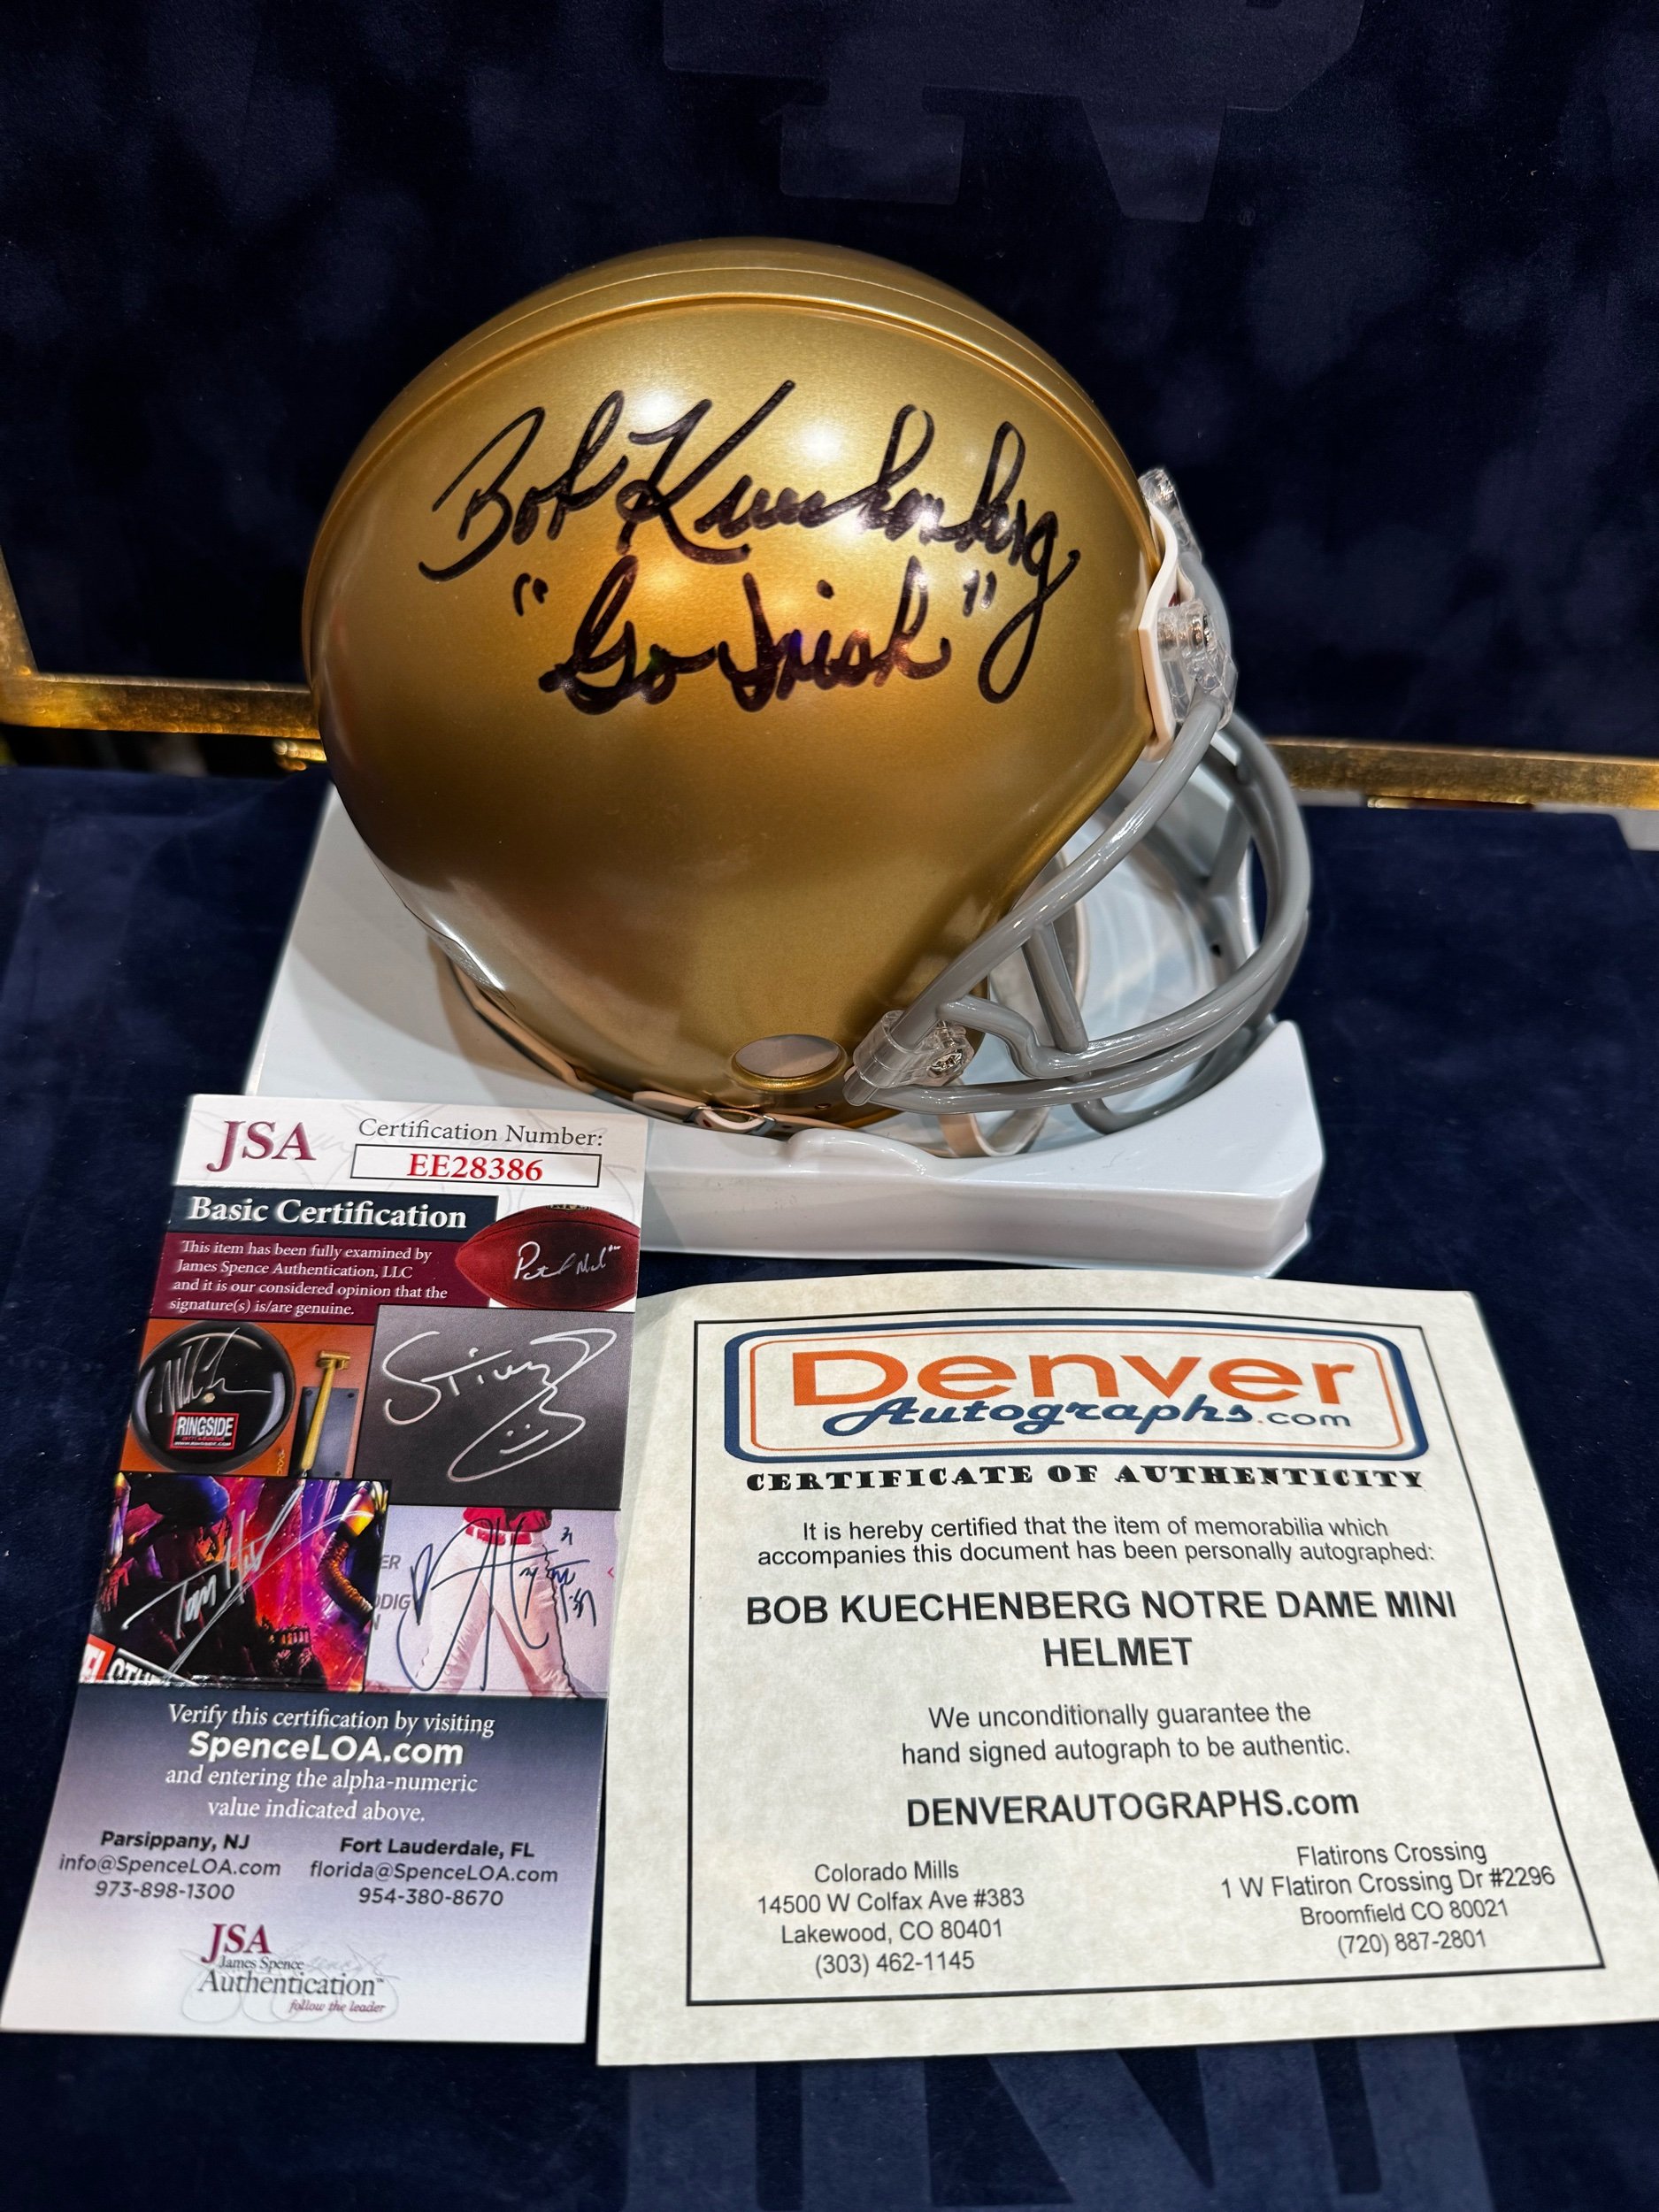 Bob Kuechenberg
"Go Irish"
JSA
Certification Number:
EE28386
Basic Certification
This item has been fully examined by
James Spence Authentication, LLC
and it is our considered opinion that the
signature(s) is/are genuine.
RINGSIDE
Verify this certification by visiting
SpenceLOA.com
and entering the alpha-numeric
value indicated above.
Parsippany, NJ
info@SpenceLOA.com
973-898-1300
Fort Lauderdale, FL
florida@SpenceLOA.com
954-380-8670
JSA
James Spence
Authentication™
follow the leader
Denver
Autographs.com
CERTIFICATE OF AUTHENTICITY
It is hereby certified that the item of memorabilia which
accompanies this document has been personally autographed:
BOB KUECHENBERG NOTRE DAME MINI
HELMET
We unconditionally guarantee the
hand signed autograph to be authentic.
DENVERAUTOGRAPHS.com
Colorado Mills
14500 W Colfax Ave #383
Lakewood, CO 80401
(303) 462-1145
Flatirons Crossing
1 W Flatiron Crossing Dr #2296
Broomfield CO 80021
(720) 887-2801